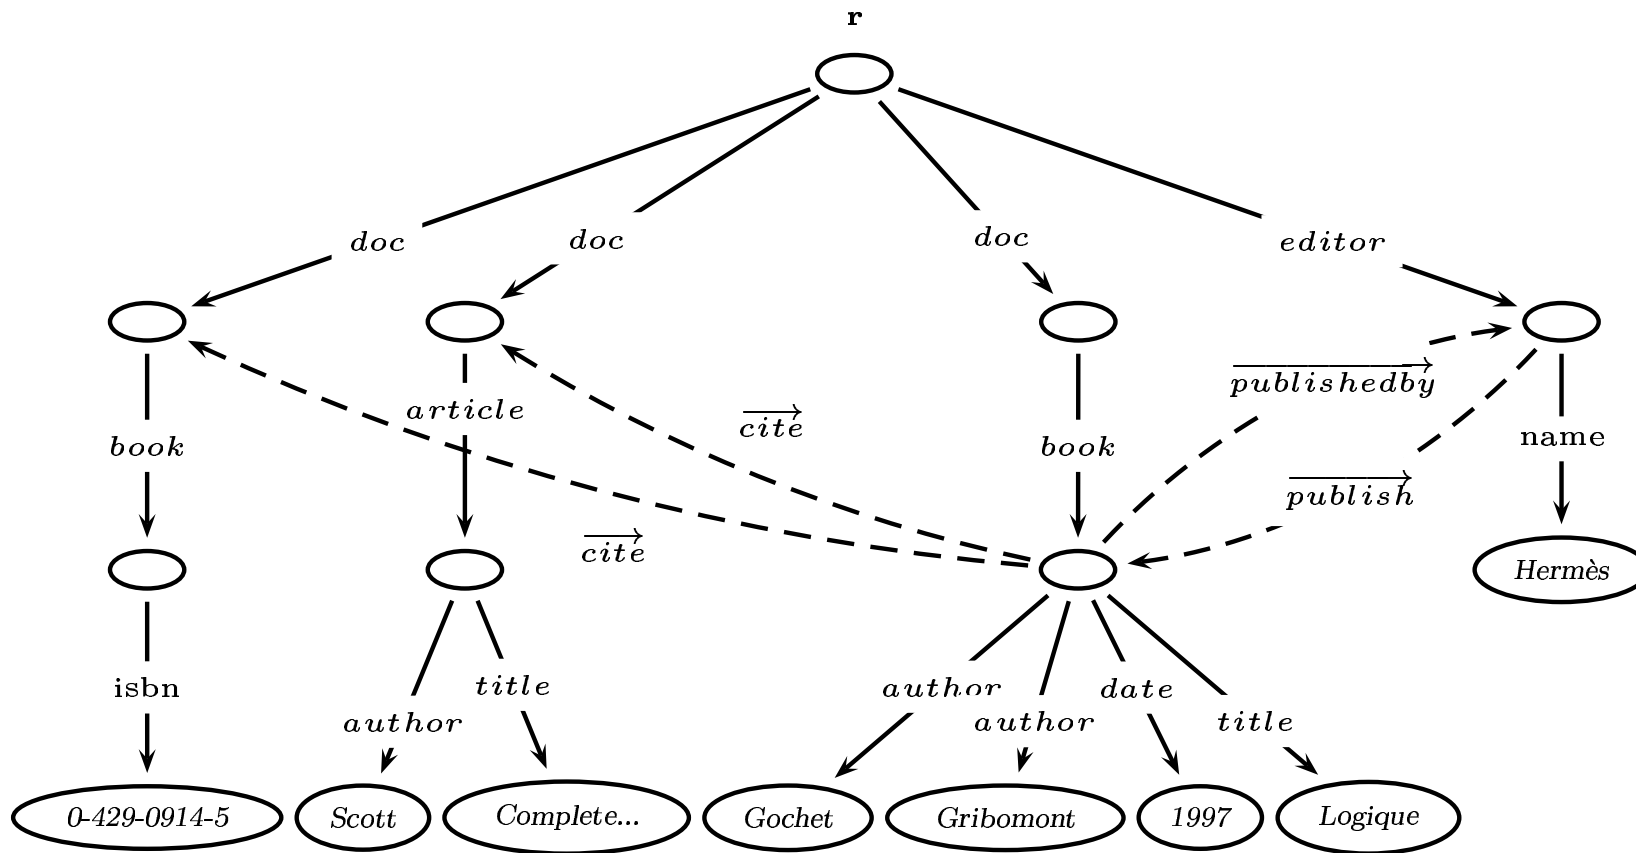 r
doc
doc
doc
editor
publishedby
article
cite
name
book
book
publish
cite
Hermès
isbn
title
author
date
author
author
title
0-429-0914-5
Scott
Complete...
Gochet
Gribomont
1997
Logique